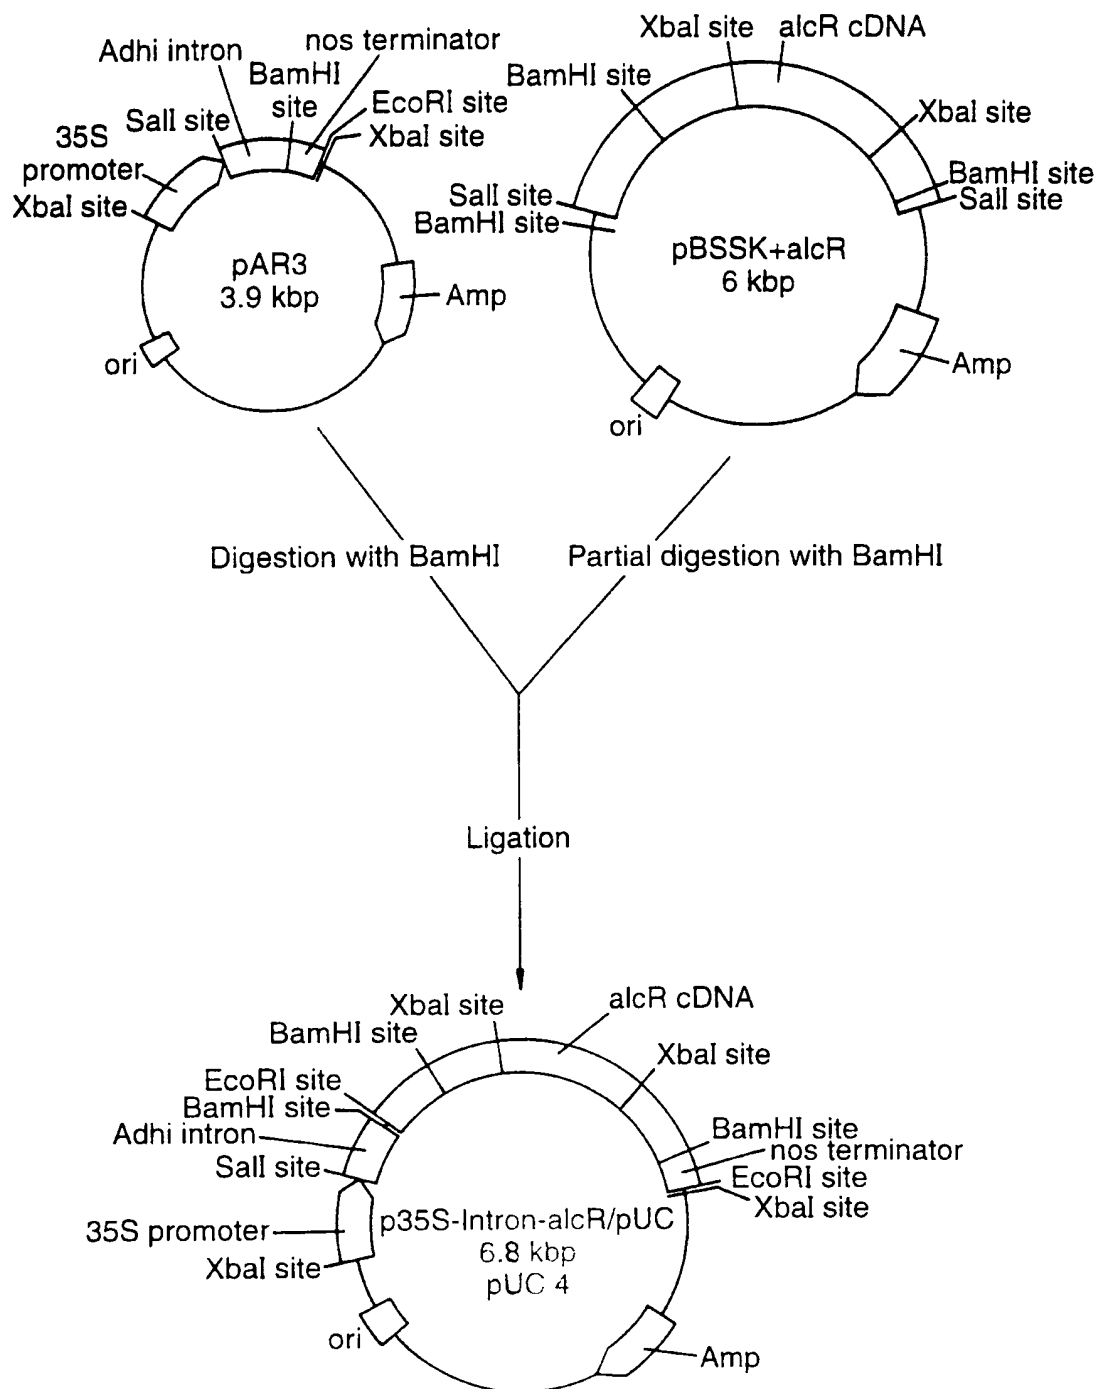 Adhi intron
nos terminator
BamHI
site
EcoRI site
XbaI site
SalI site
35S
promoter
XbaI site
pAR3
3.9 kbp
Amp
ori
XbaI site
alcR cDNA
BamHI site
XbaI site
BamHI site
SalI site
SalI site
BamHI site
pBSSK+alcR
6 kbp
Amp
ori
Digestion with BamHI
Partial digestion with BamHI
Ligation
XbaI site
alcR cDNA
BamHI site
XbaI site
EcoRI site
BamHI site
Adhi intron
SalI site
BamHI site
nos terminator
EcoRI site
XbaI site
35S promoter
XbaI site
p35S-Intron-alcR/pUC
6.8 kbp
pUC 4
ori
Amp